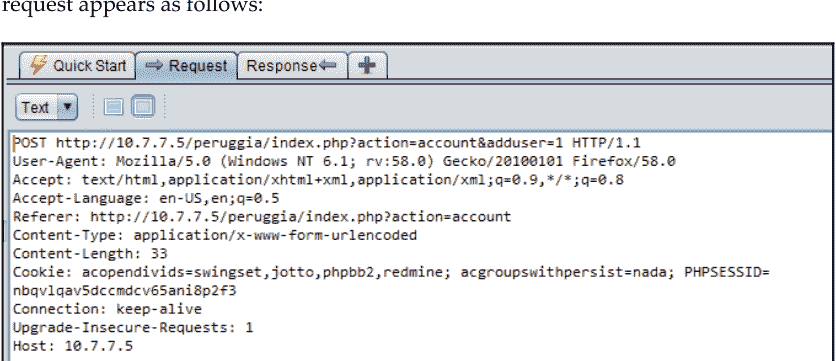 request appears as follows:
Quick Start Request Response
Text
POST http://10.7.7.5/peruggia/index.php?action=account&adduser=1 HTTP/1.1
User-Agent: Mozilla/5.0 (Windows NT 6.1; rv:58.0) Gecko/20100101 Firefox/58.0
Accept: text/html,application/xhtml+xml,application/xml;q=0.9,*/*;q=0.8
Accept-Language: en-US,en;q=0.5
Referer: http://10.7.7.5/peruggia/index.php?action=account
Content-Type: application/x-www-form-urlencoded
Content-Length: 33
Cookie: acopendivids=swingset,jotto,phpbb2,redmine; acgroupswithpersist=nada; PHPSESSID=
nbqvlqav5dccmdcv65ani8p2f3
Connection: keep-alive
Upgrade-Insecure-Requests: 1
Host: 10.7.7.5